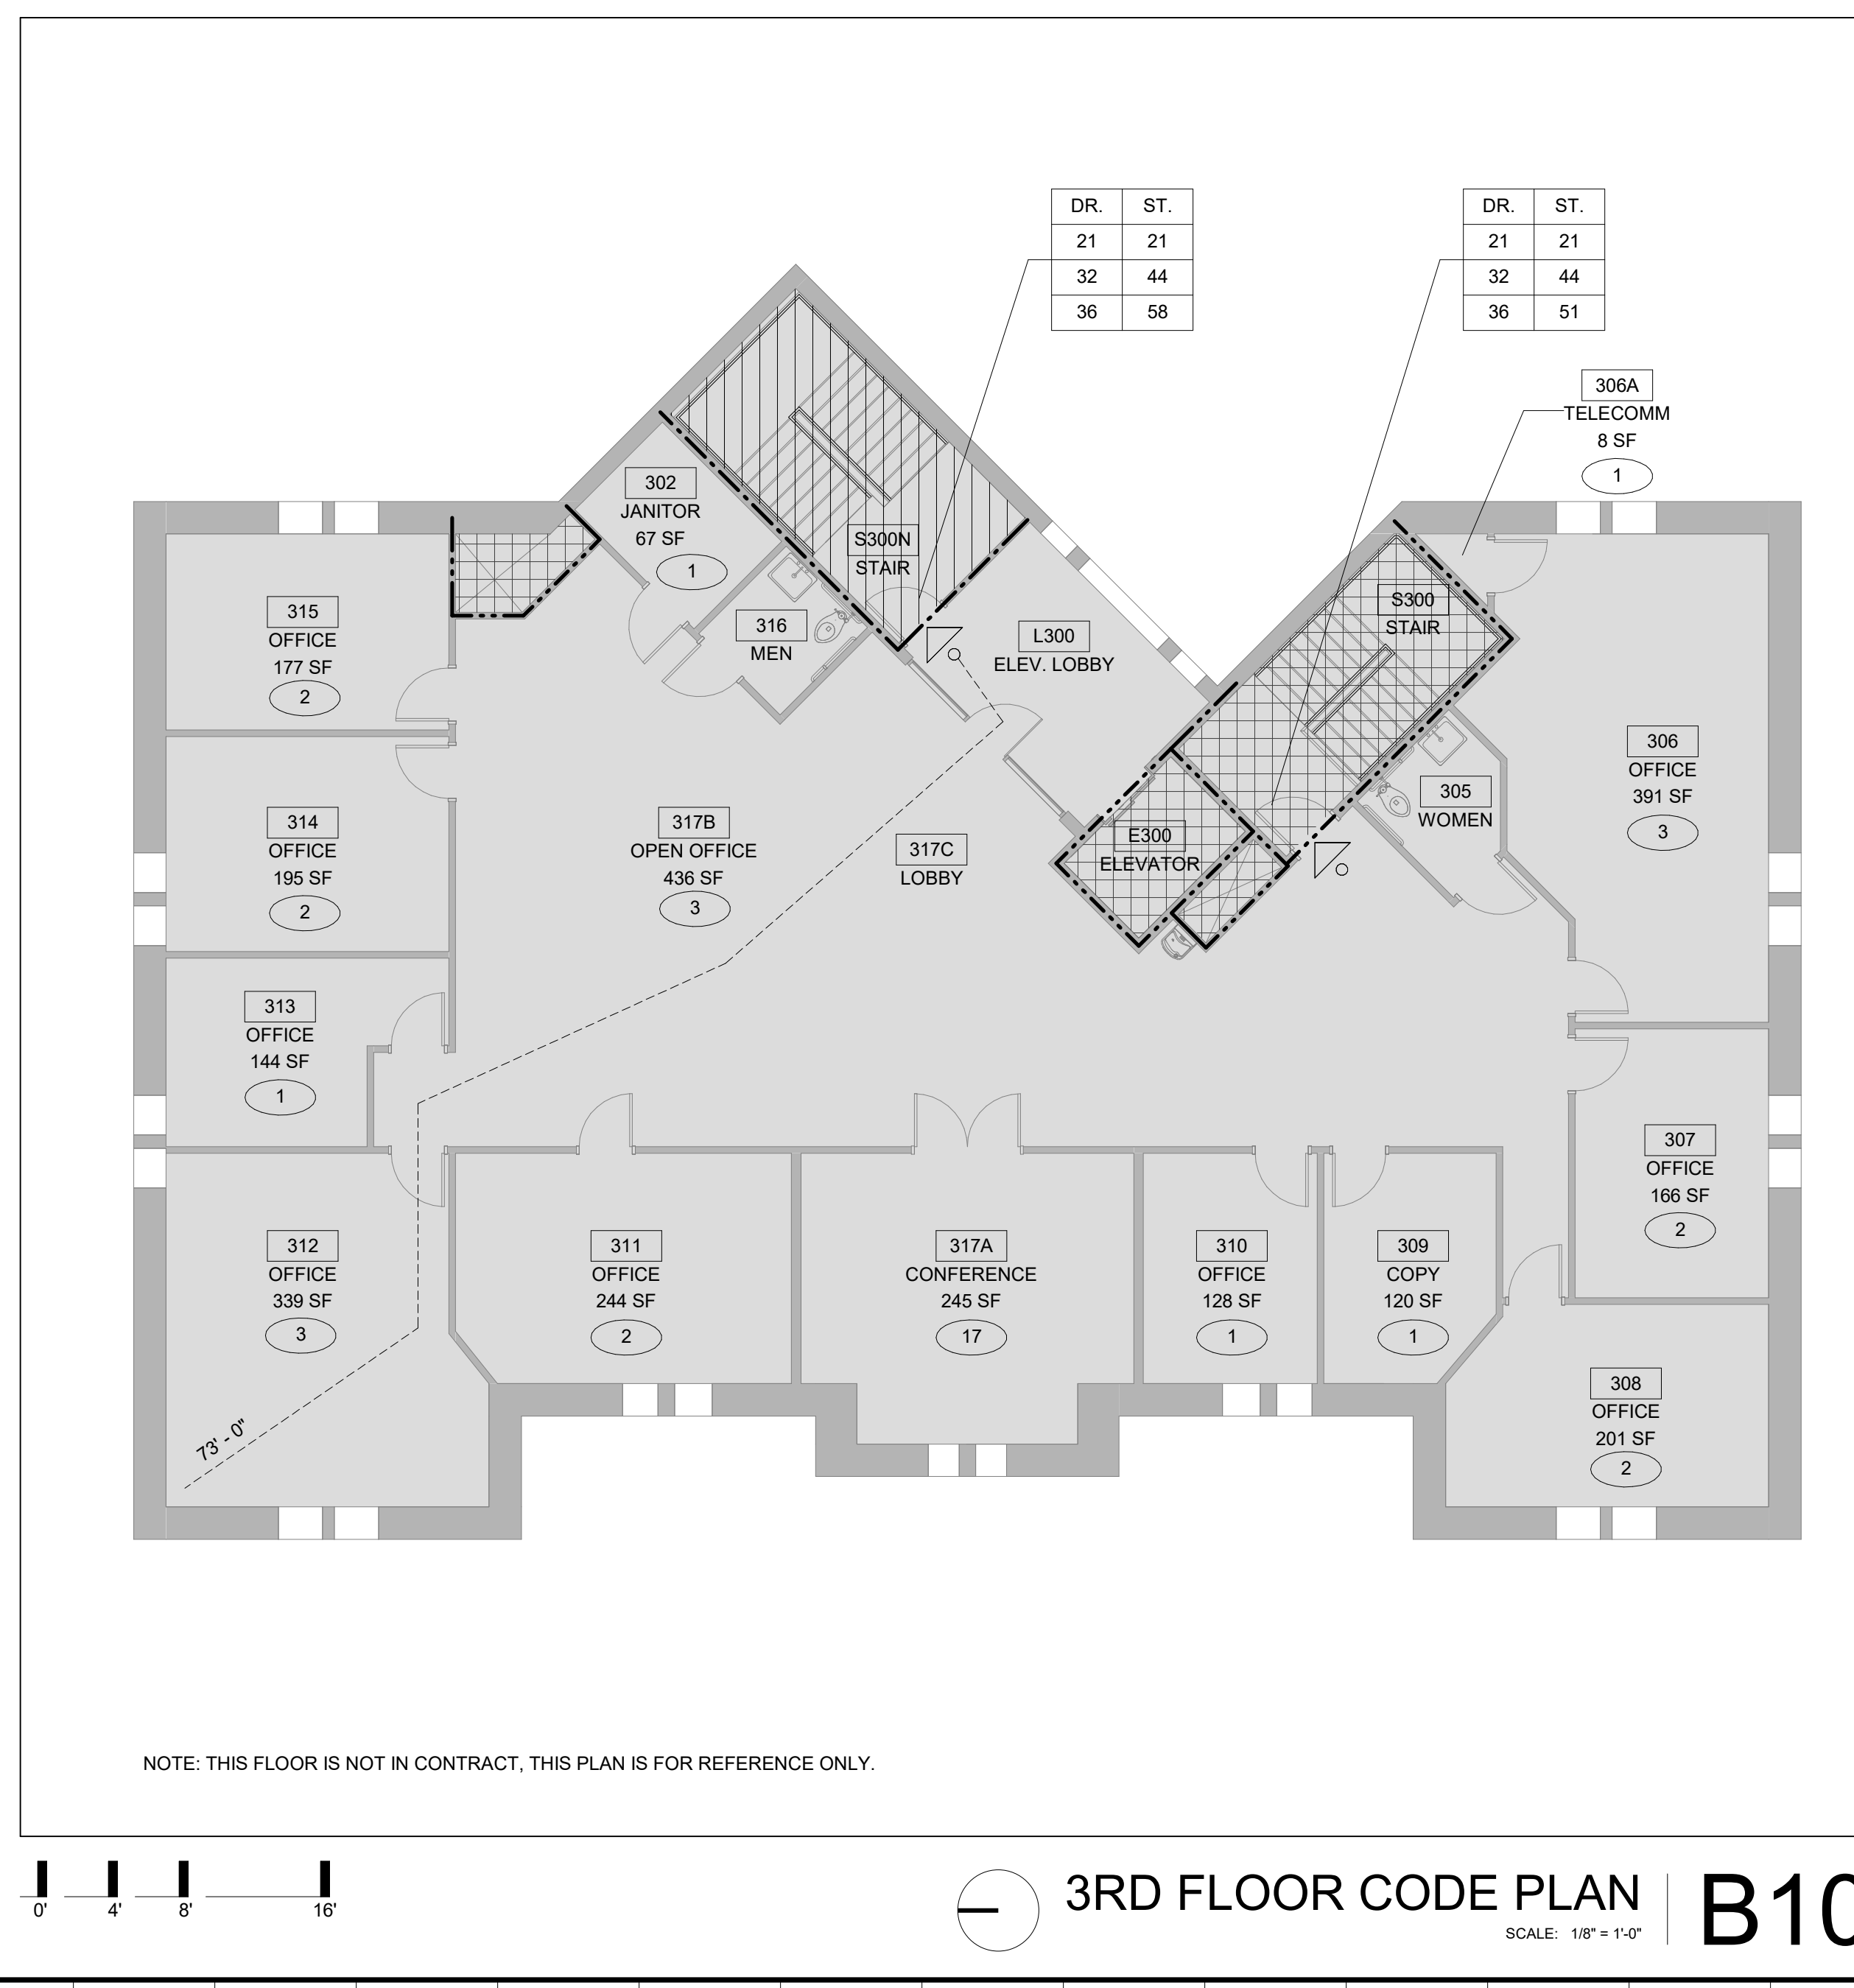 DR. ST.
21 21
32 44
36 58
DR. ST.
21 21
32 44
36 51
306A
TELECOMM
8 SF
1
302
JANITOR
67 SF
1
S300N
STAIR
316
MEN
L300
ELEV. LOBBY
S300
STAIR
315
OFFICE
177 SF
2
306
OFFICE
391 SF
3
305
WOMEN
314
OFFICE
195 SF
2
317B
OPEN OFFICE
436 SF
3
317C
LOBBY
E300
ELEVATOR
313
OFFICE
144 SF
1
307
OFFICE
166 SF
2
312
OFFICE
339 SF
3
311
OFFICE
244 SF
2
317A
CONFERENCE
245 SF
17
310
OFFICE
128 SF
1
309
COPY
120 SF
1
308
OFFICE
201 SF
2
73' - 0"
NOTE: THIS FLOOR IS NOT IN CONTRACT, THIS PLAN IS FOR REFERENCE ONLY.
0' 4' 8' 16'
3RD FLOOR CODE PLAN
SCALE: 1/8" = 1'-0"
B10